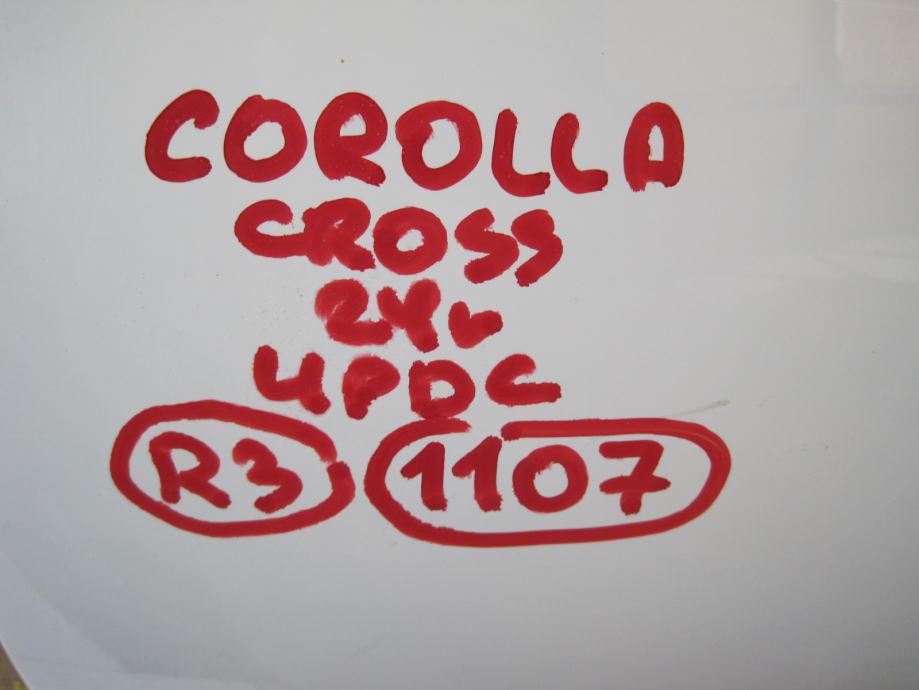 COROLLA
CROSS
24v
4PDC
R3 1107